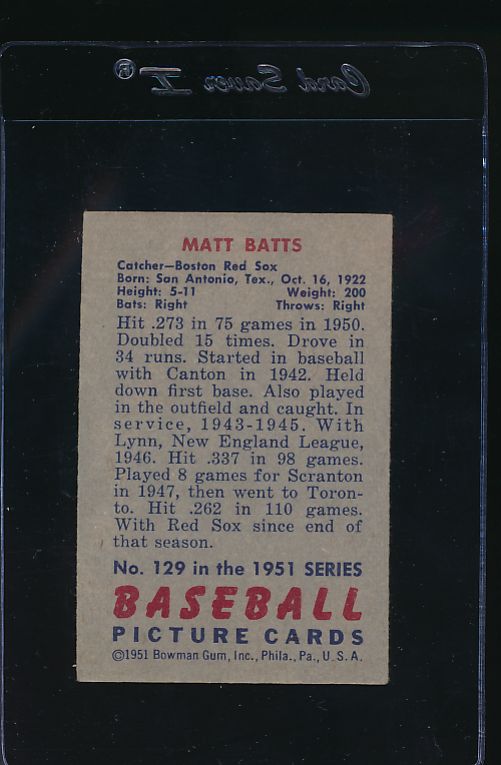 Card Saver I ®
MATT BATTS
Catcher—Boston Red Sox
Born: San Antonio, Tex., Oct. 16, 1922
Height: 5-11 Weight: 200
Bats: Right Throws: Right
Hit .273 in 75 games in 1950.
Doubled 15 times. Drove in
34 runs. Started in baseball
with Canton in 1942. Held
down first base. Also played
in the outfield and caught. In
service, 1943-1945. With
Lynn, New England League,
1946. Hit .337 in 98 games.
Played 8 games for Scranton
in 1947, then went to Toron-
to. Hit .262 in 110 games.
With Red Sox since end of
that season.
No. 129 in the 1951 SERIES
BASEBALL
PICTURE CARDS
©1951 Bowman Gum, Inc., Phila., Pa., U.S.A.